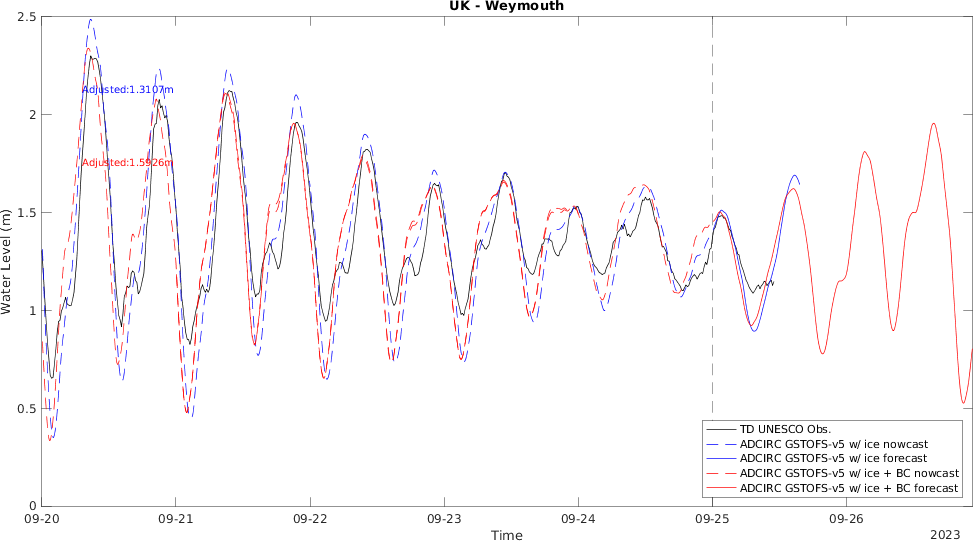 UK - Weymouth
2.5
2
1.5
1
0.5
0
Water Level (m)
Adjusted:1.3107m
Adjusted:1.5926m
TD UNESCO Obs.
ADCIRC GSTOFS-v5 w/ ice nowcast
ADCIRC GSTOFS-v5 w/ ice forecast
ADCIRC GSTOFS-v5 w/ ice + BC nowcast
ADCIRC GSTOFS-v5 w/ ice + BC forecast
09-20 09-21 09-22 09-23 09-24 09-25 09-26
Time
2023